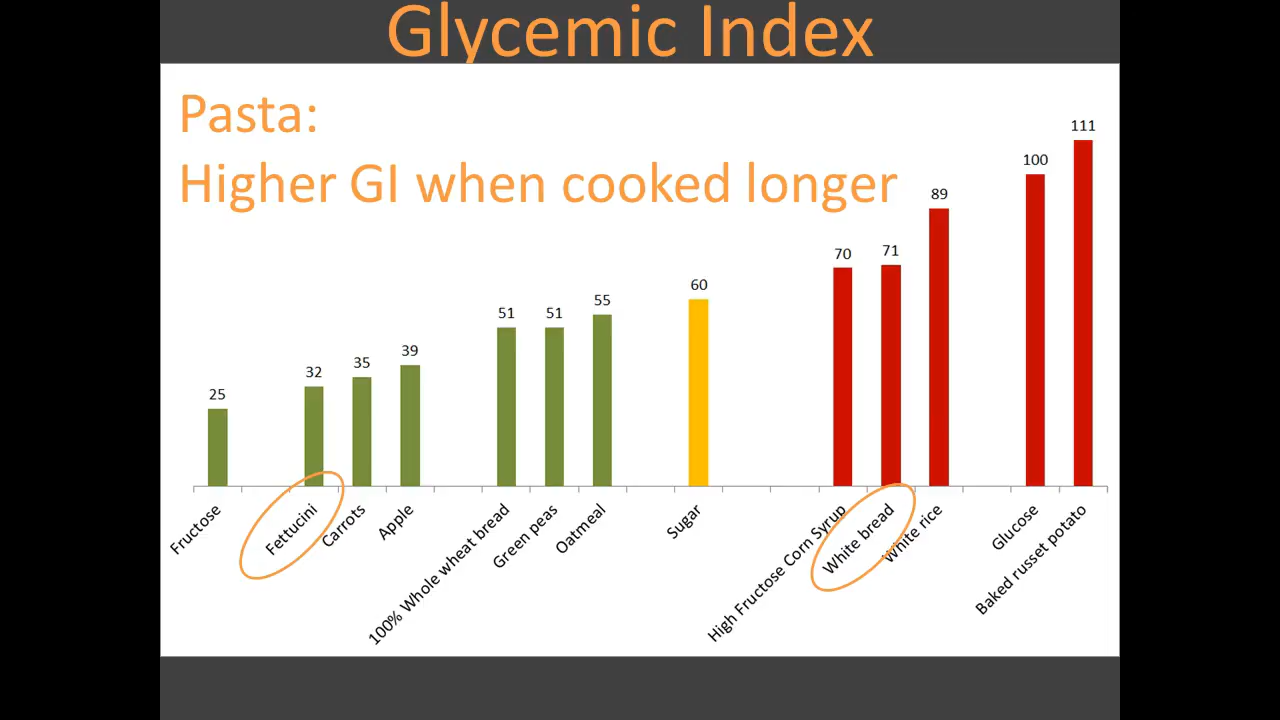 Glycemic Index
Pasta:
Higher GI when cooked longer
25
32
35
39
51
51
55
60
70
71
89
100
111
Fructose
Fettucini
Carrots
Apple
100% Whole wheat bread
Green peas
Oatmeal
Sugar
High Fructose Corn Syrup
White bread
White rice
Glucose
Baked russet potato